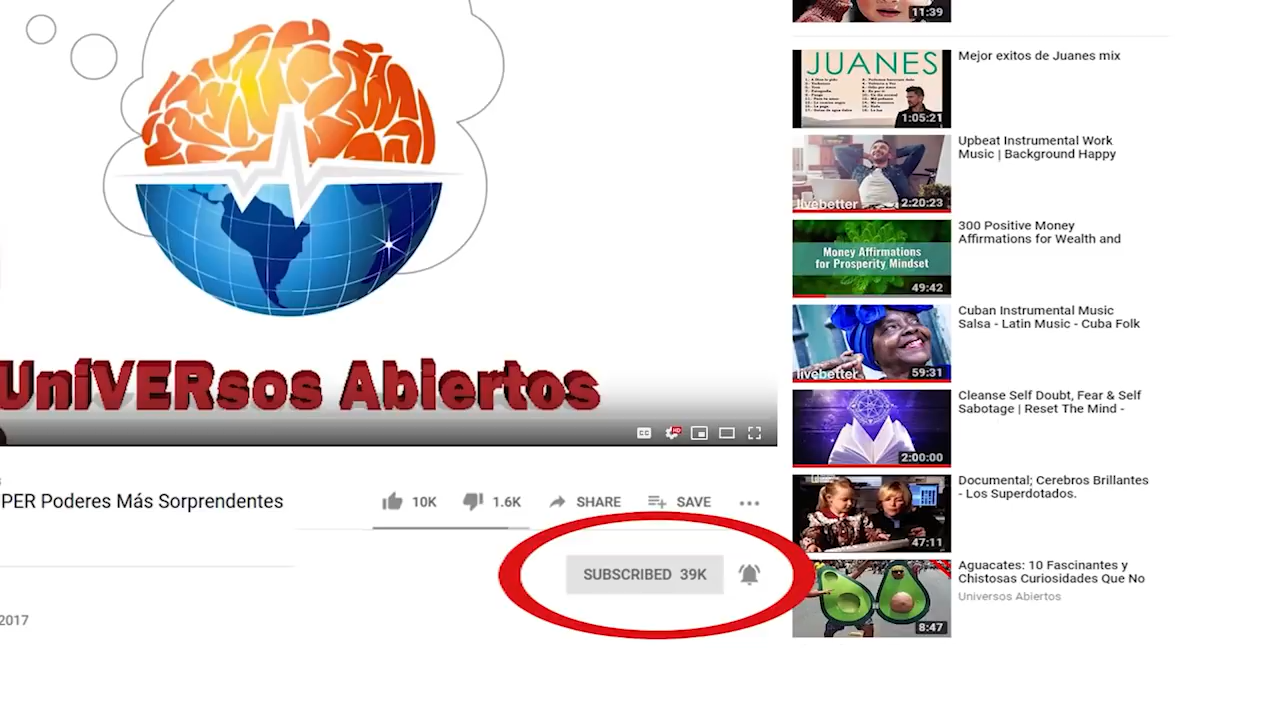 UniVERsos Abiertos
CC
HD
PER Poderes Más Sorprendentes
10K
1.6K
SHARE
SAVE
SUBSCRIBED 39K
2017
11:39
JUANES
1:05:21
Mejor exitos de Juanes mix
livebetter
2:20:23
Upbeat Instrumental Work
Music | Background Happy
Money Affirmations
for Prosperity Mindset
49:42
300 Positive Money
Affirmations for Wealth and
livebetter
59:31
Cuban Instrumental Music
Salsa - Latin Music - Cuba Folk
2:00:00
Cleanse Self Doubt, Fear & Self
Sabotage | Reset The Mind -
47:11
Documental; Cerebros Brillantes
- Los Superdotados.
8:47
Aguacates: 10 Fascinantes y
Chistosas Curiosidades Que No
Universos Abiertos